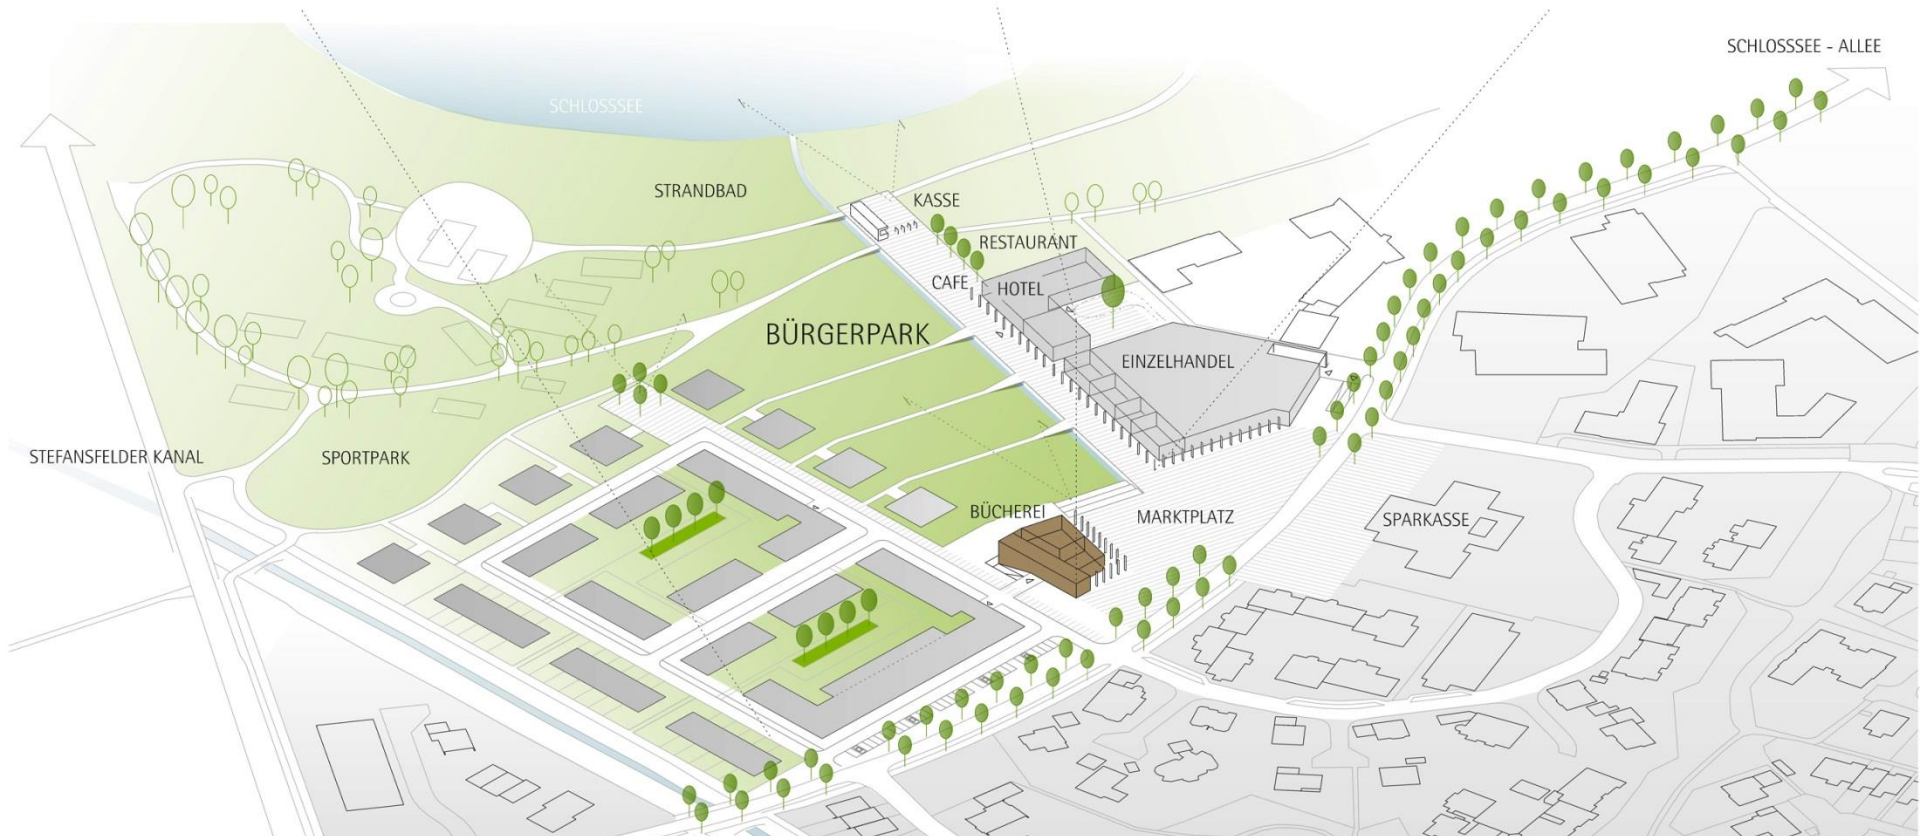 SCHLOSSSEE - ALLEE
SCHLOSSSEE
STRANDBAD
KASSE
RESTAURANT
CAFE
HOTEL
BÜRGERPARK
EINZELHANDEL
STEFANSFELDER KANAL
SPORTPARK
BÜCHEREI
MARKTPLATZ
SPARKASSE